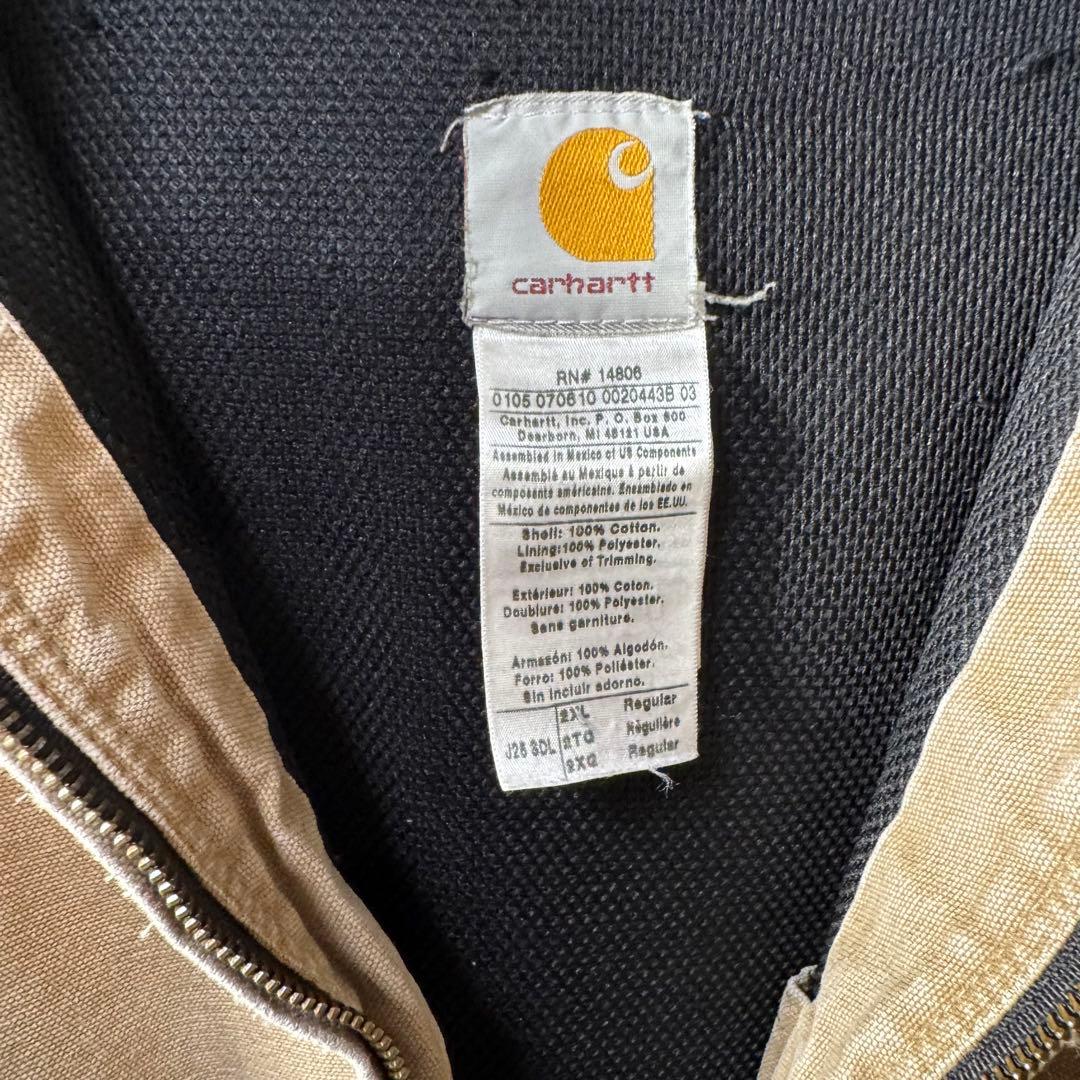 carhartt
RN# 14806
0105 070610 0020443B 03
Carhartt, Inc. P. O. Box 600
Dearborn, MI 48121 USA
Assembled in Mexico of US Components
Assemblé au Mexique à partir de
composants américains. Ensamblado en
México de componentes de los EE.UU.
Shell: 100% Cotton.
Lining:100% Polyester.
Exclusive of Trimming.
Extérieur: 100% Coton.
Doublure: 100% Polyester.
Sans garniture.
Armazón: 100% Algodón.
Forro: 100% Poliéster.
Sin incluir adorno.
2XL Regular
J25 SDL 2TG Régulière
2XG Regular